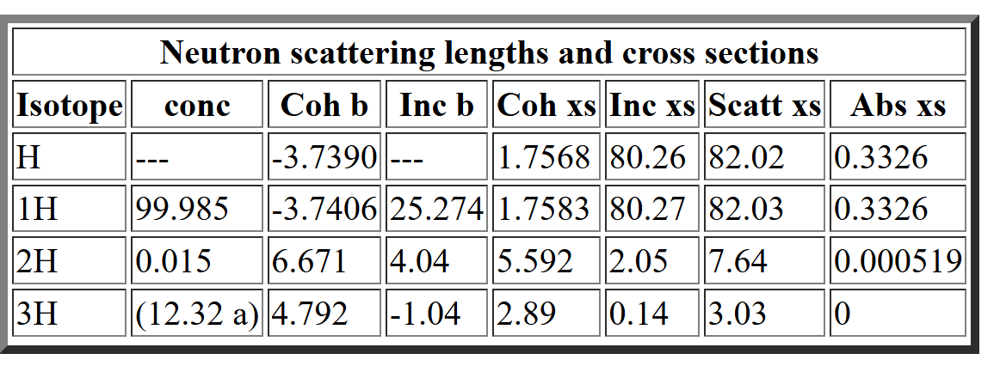 Neutron scattering lengths and cross sections
Isotope conc Coh b Inc b Coh xs Inc xs Scatt xs Abs xs
H --- -3.7390 --- 1.7568 80.26 82.02 0.3326
1H 99.985 -3.7406 25.274 1.7583 80.27 82.03 0.3326
2H 0.015 6.671 4.04 5.592 2.05 7.64 0.000519
3H (12.32 a) 4.792 -1.04 2.89 0.14 3.03 0